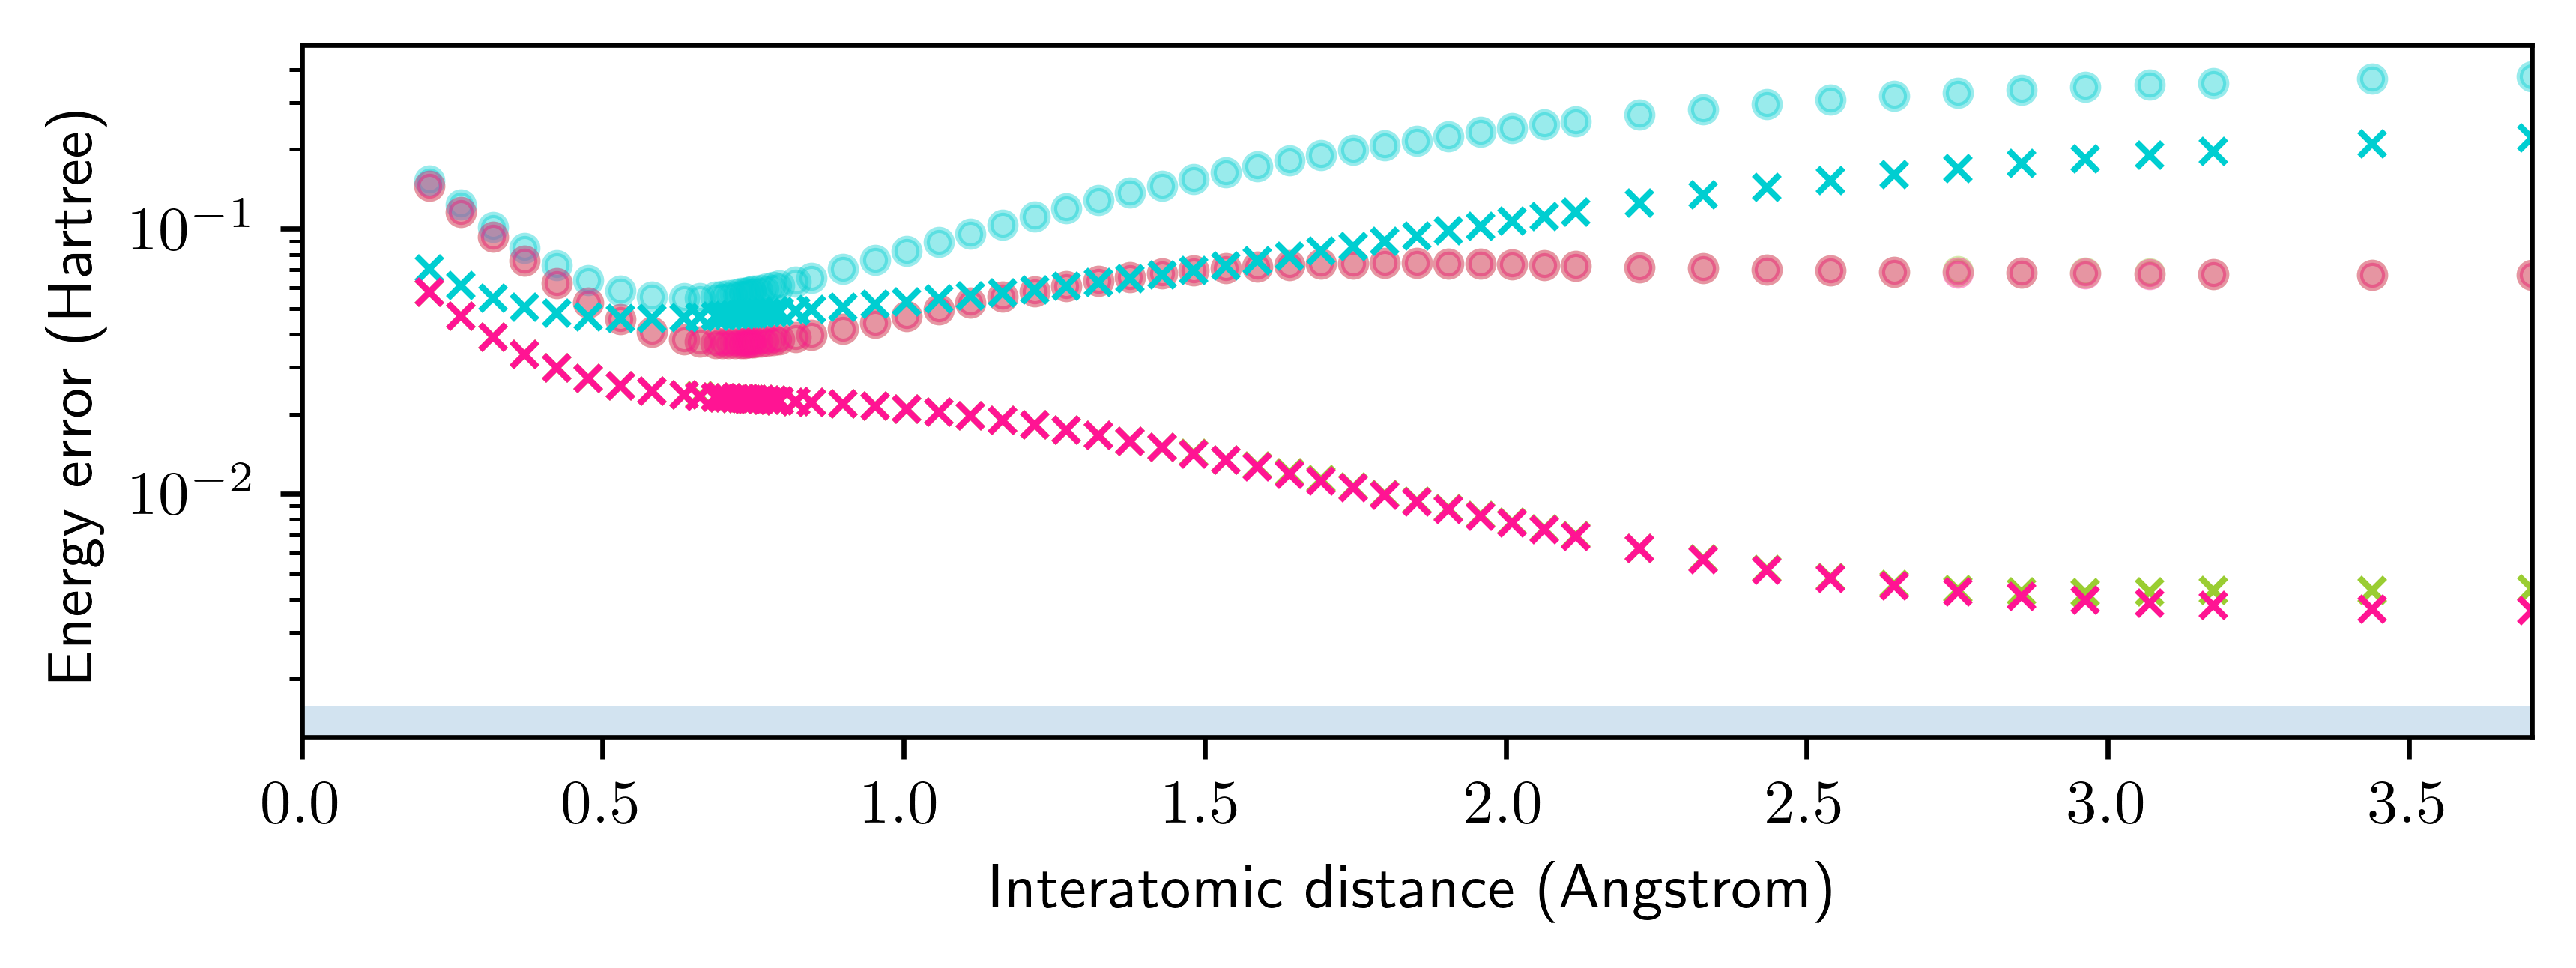 Energy error (Hartree)
10⁻¹
10⁻²
0.0 0.5 1.0 1.5 2.0 2.5 3.0 3.5
Interatomic distance (Angstrom)